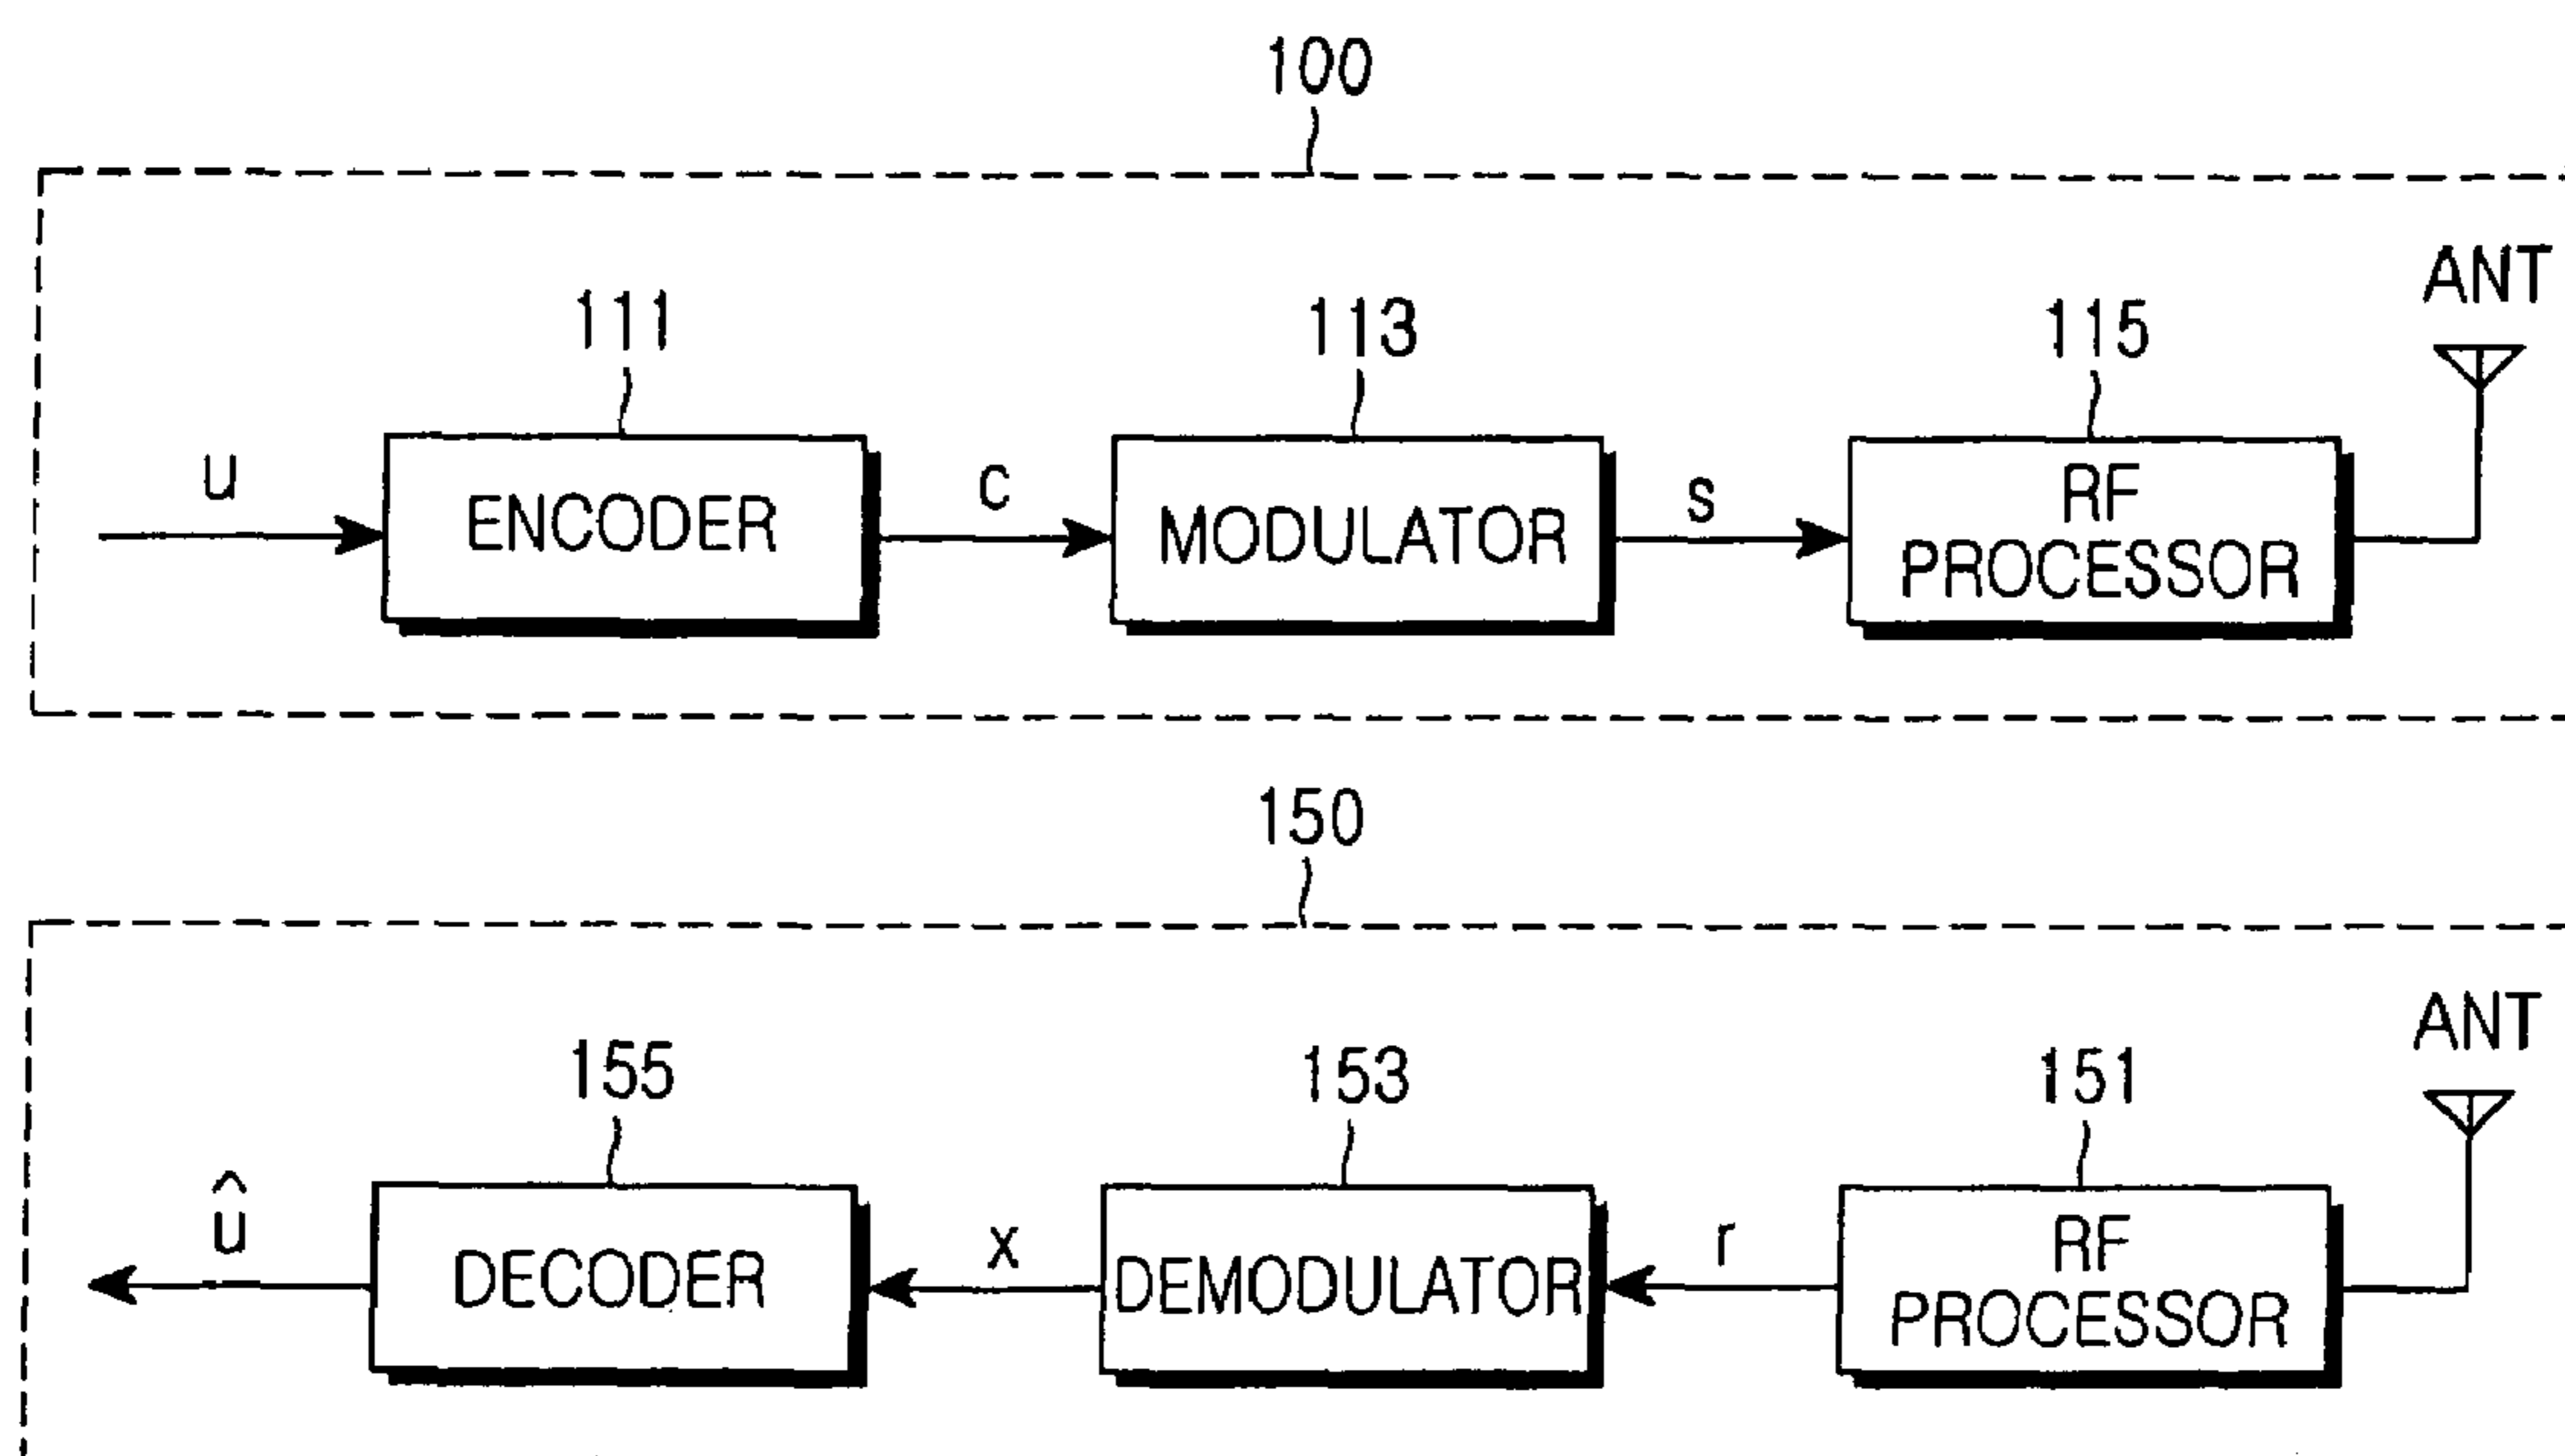 100
ANT
111
113
115
u
ENCODER
c
MODULATOR
s
RF
PROCESSOR
150
ANT
155
153
151
û
DECODER
x
DEMODULATOR
r
RF
PROCESSOR